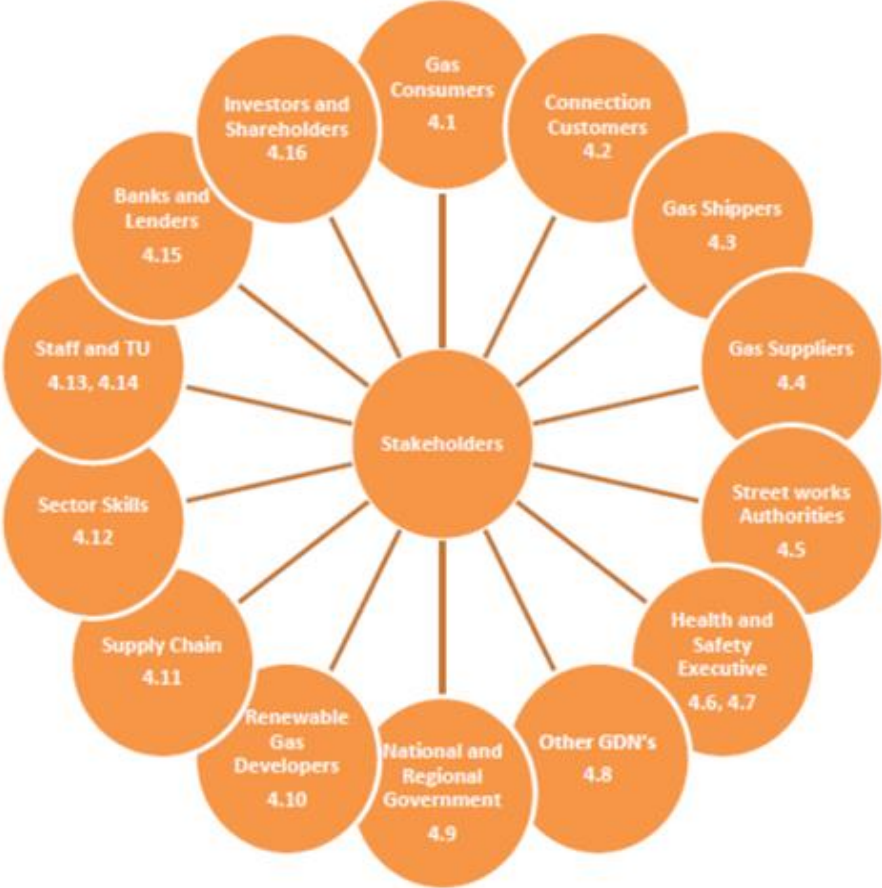 Gas
Consumers
4.1
Connection
Customers
4.2
Gas Shippers
4.3
Gas Suppliers
4.4
Street works
Authorities
4.5
Health and
Safety
Executive
4.6, 4.7
Other GDN's
4.8
National and
Regional
Government
4.9
Renewable
Gas
Developers
4.10
Supply Chain
4.11
Sector Skills
4.12
Staff and TU
4.13, 4.14
Banks and
Lenders
4.15
Investors and
Shareholders
4.16
Stakeholders